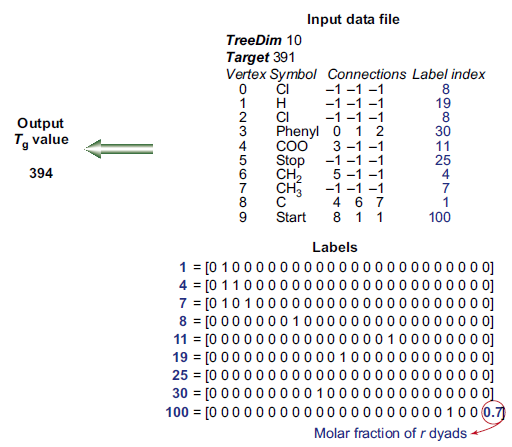 Input data file
TreeDim 10
Target 391
Vertex Symbol Connections Label index
0 Cl –1 –1 –1 8
1 H –1 –1 –1 19
2 Cl –1 –1 –1 8
3 Phenyl 0 1 2 30
4 COO 3 –1 –1 11
5 Stop –1 –1 –1 25
6 CH2 5 –1 –1 4
7 CH3 –1 –1 –1 7
8 C 4 6 7 1
9 Start 8 1 1 100
Output
Tg value
394
Labels
1 = [0 1 0 0 0 0 0 0 0 0 0 0 0 0 0 0 0 0 0 0 0 0 0 0]
4 = [0 1 1 0 0 0 0 0 0 0 0 0 0 0 0 0 0 0 0 0 0 0 0 0]
7 = [0 1 0 1 0 0 0 0 0 0 0 0 0 0 0 0 0 0 0 0 0 0 0 0]
8 = [0 0 0 0 0 0 0 1 0 0 0 0 0 0 0 0 0 0 0 0 0 0 0 0]
11 = [0 0 0 0 0 0 0 0 0 0 0 0 0 0 0 1 0 0 0 0 0 0 0 0]
19 = [0 0 0 0 0 0 0 0 0 0 0 1 0 0 0 0 0 0 0 0 0 0 0 0]
25 = [0 0 0 0 0 0 0 0 0 0 0 0 0 0 0 0 0 0 0 0 0 0 0 0]
30 = [0 0 0 0 0 0 0 0 0 1 0 0 0 0 0 0 0 0 0 0 0 0 0 0]
100 = [0 0 0 0 0 0 0 0 0 0 0 0 0 0 0 0 0 0 0 0 1 0 0 0.7]
Molar fraction of r dyads